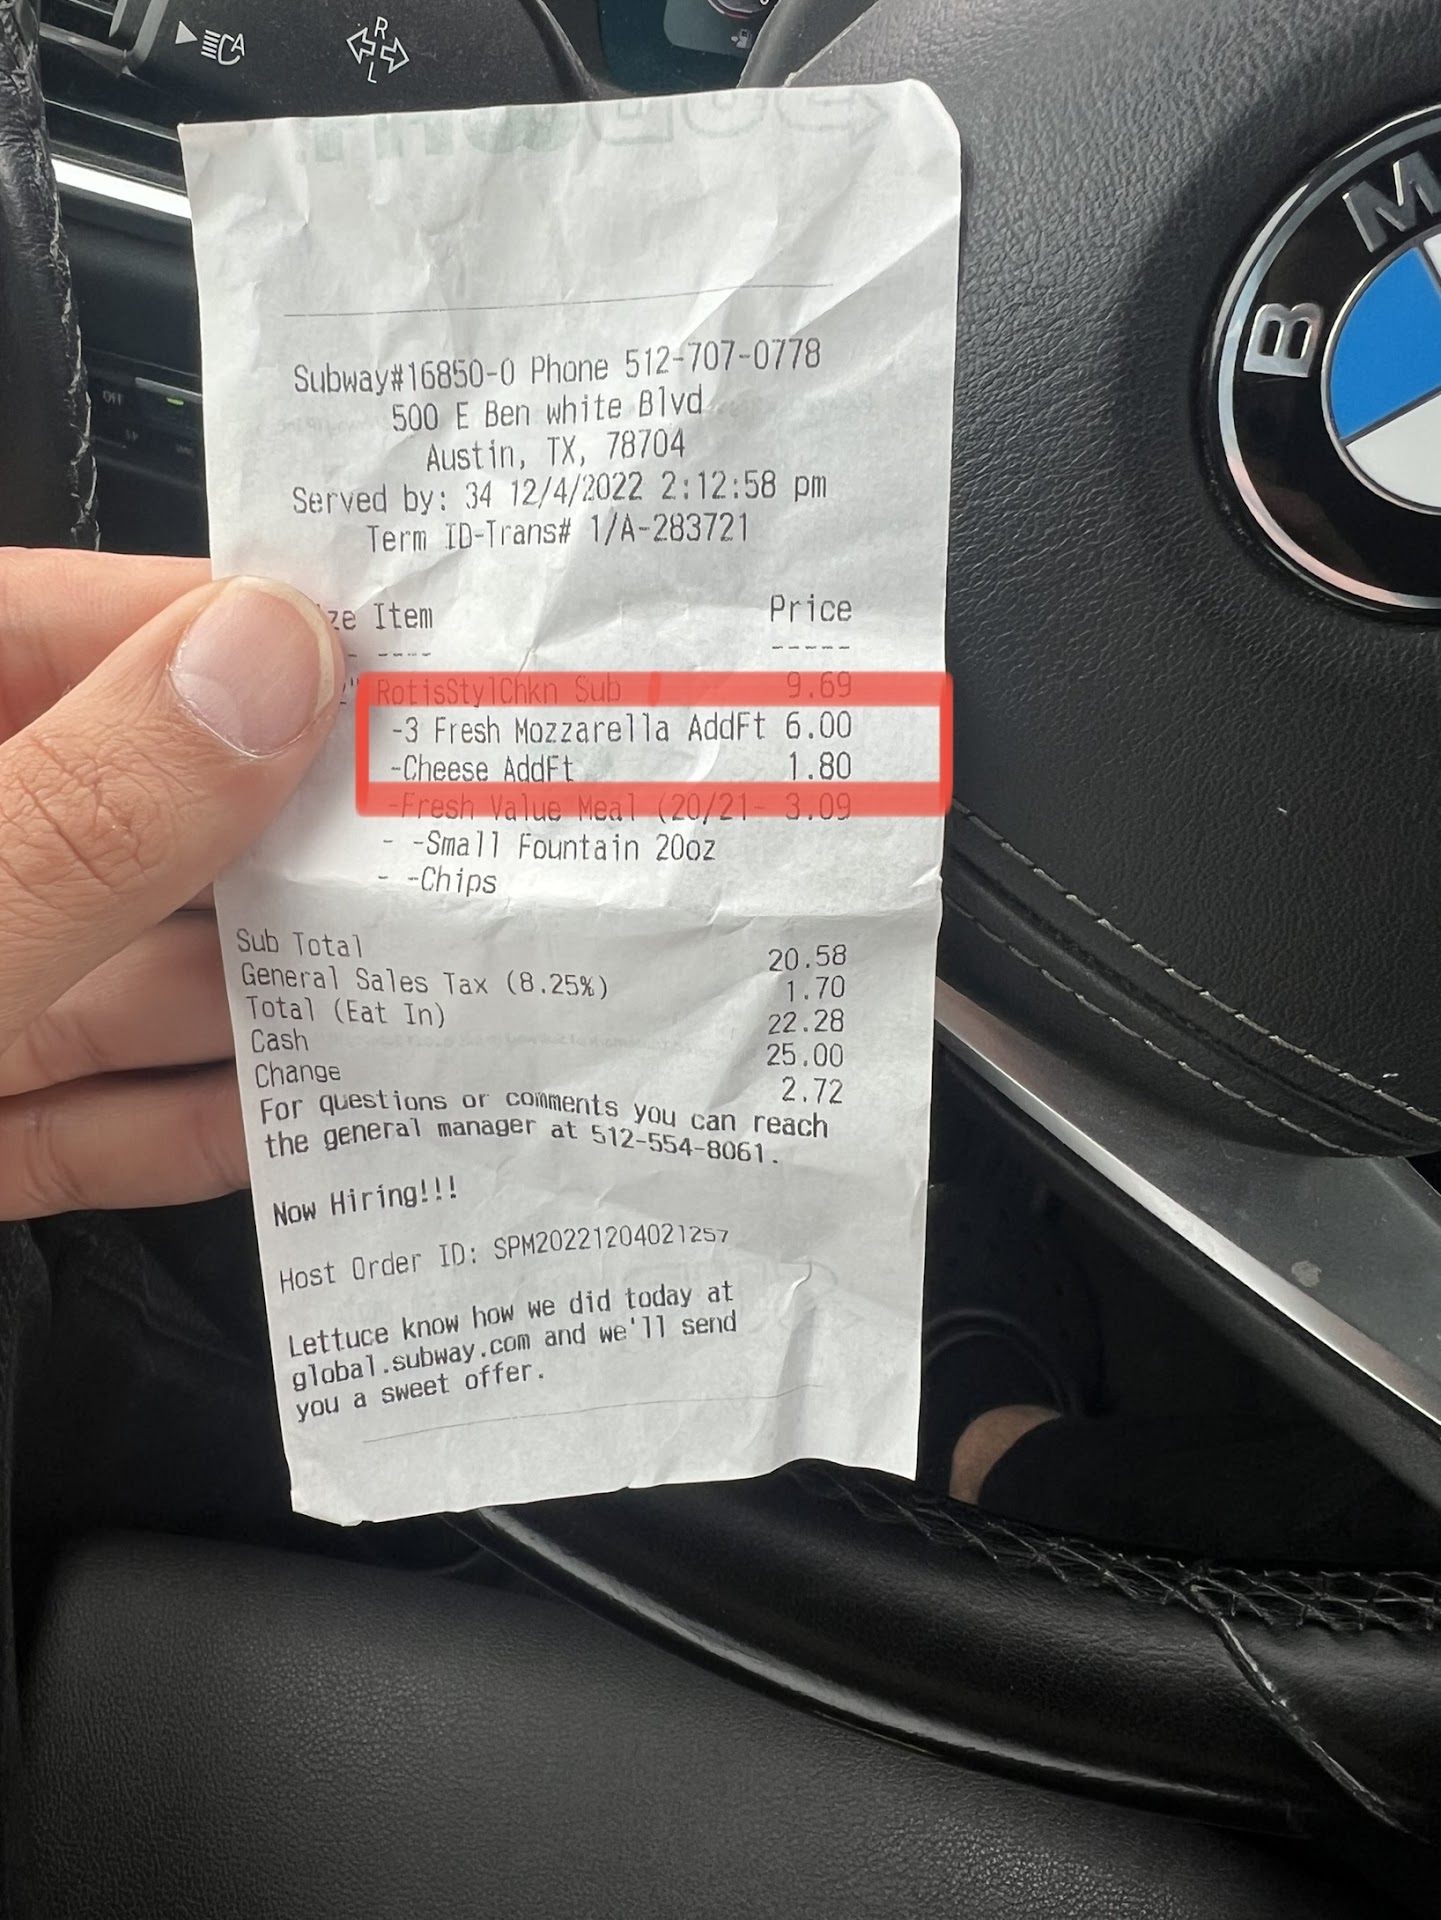 A
R
L
OFF
B M
Subway#16850-0 Phone 512-707-0778
500 E Ben white Blvd
Austin, TX, 78704
Served by: 34 12/4/2022 2:12:58 pm
Term ID-Trans# 1/A-283721
ze Item Price
---- -----
RotisStylChkn Sub 9.69
-3 Fresh Mozzarella AddFt 6.00
-Cheese AddFt 1.80
-Fresh Value Meal (20/21- 3.09
- -Small Fountain 20oz
- -Chips
Sub Total 20.58
General Sales Tax (8.25%) 1.70
Total (Eat In) 22.28
Cash 25.00
Change 2.72
For questions or comments you can reach
the general manager at 512-554-8061.
Now Hiring!!!
Host Order ID: SPM20221204021257
Lettuce know how we did today at
global.subway.com and we'll send
you a sweet offer.